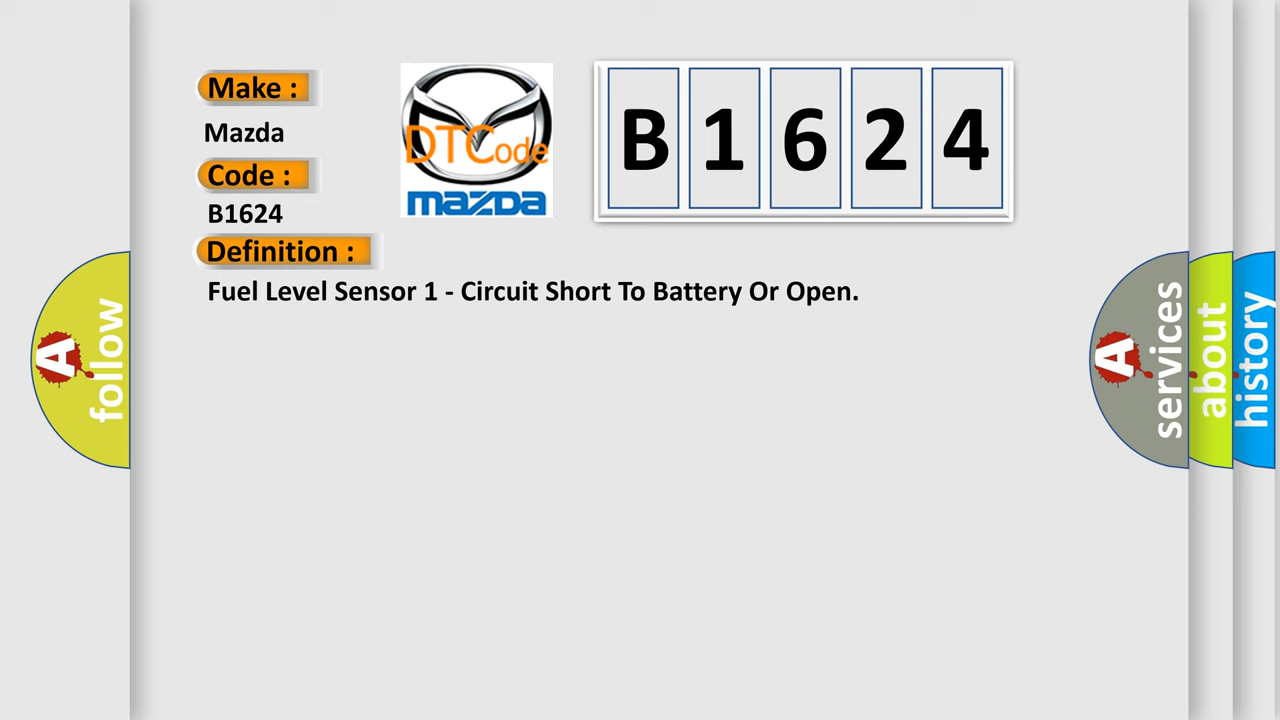 Make :
Mazda
Code :
B1624
Definition :
Fuel Level Sensor 1 - Circuit Short To Battery Or Open.
DTCode
mazDa
B 1 6 2 4
A follow
A services
about
history